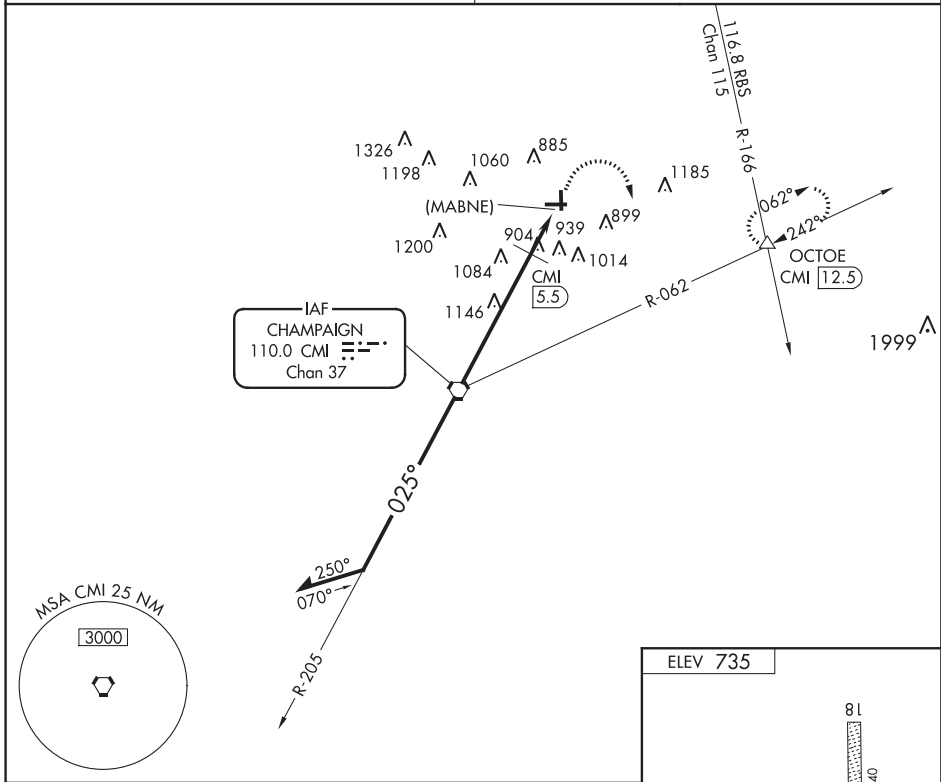 116.8 RBS
Chan 115
R-166
1326
1198
1060
885
1185
(MABNE)
899
062°
242°
1200
904
939
1084
1014
OCTOE
CMI 12.5
CMI
5.5
R-062
1146
IAF
CHAMPAIGN
110.0 CMI
Chan 37
1999
025°
250°
070°
MSA CMI 25 NM
3000
R-205
ELEV 735
18
40